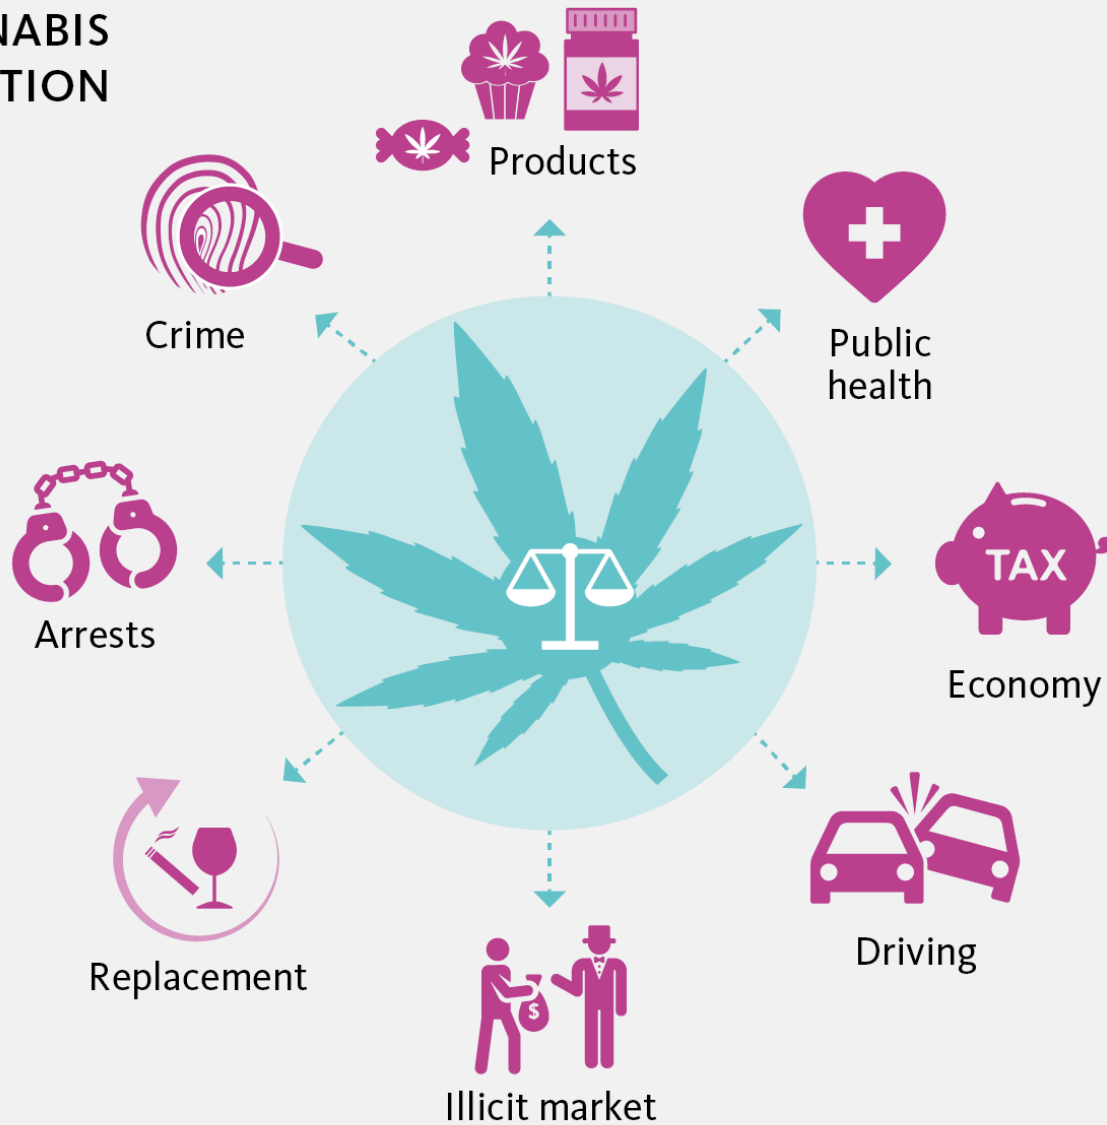 NABIS
TION
Products
Crime
Public
health
Arrests
TAX
Economy
Replacement
$
Driving
Illicit market